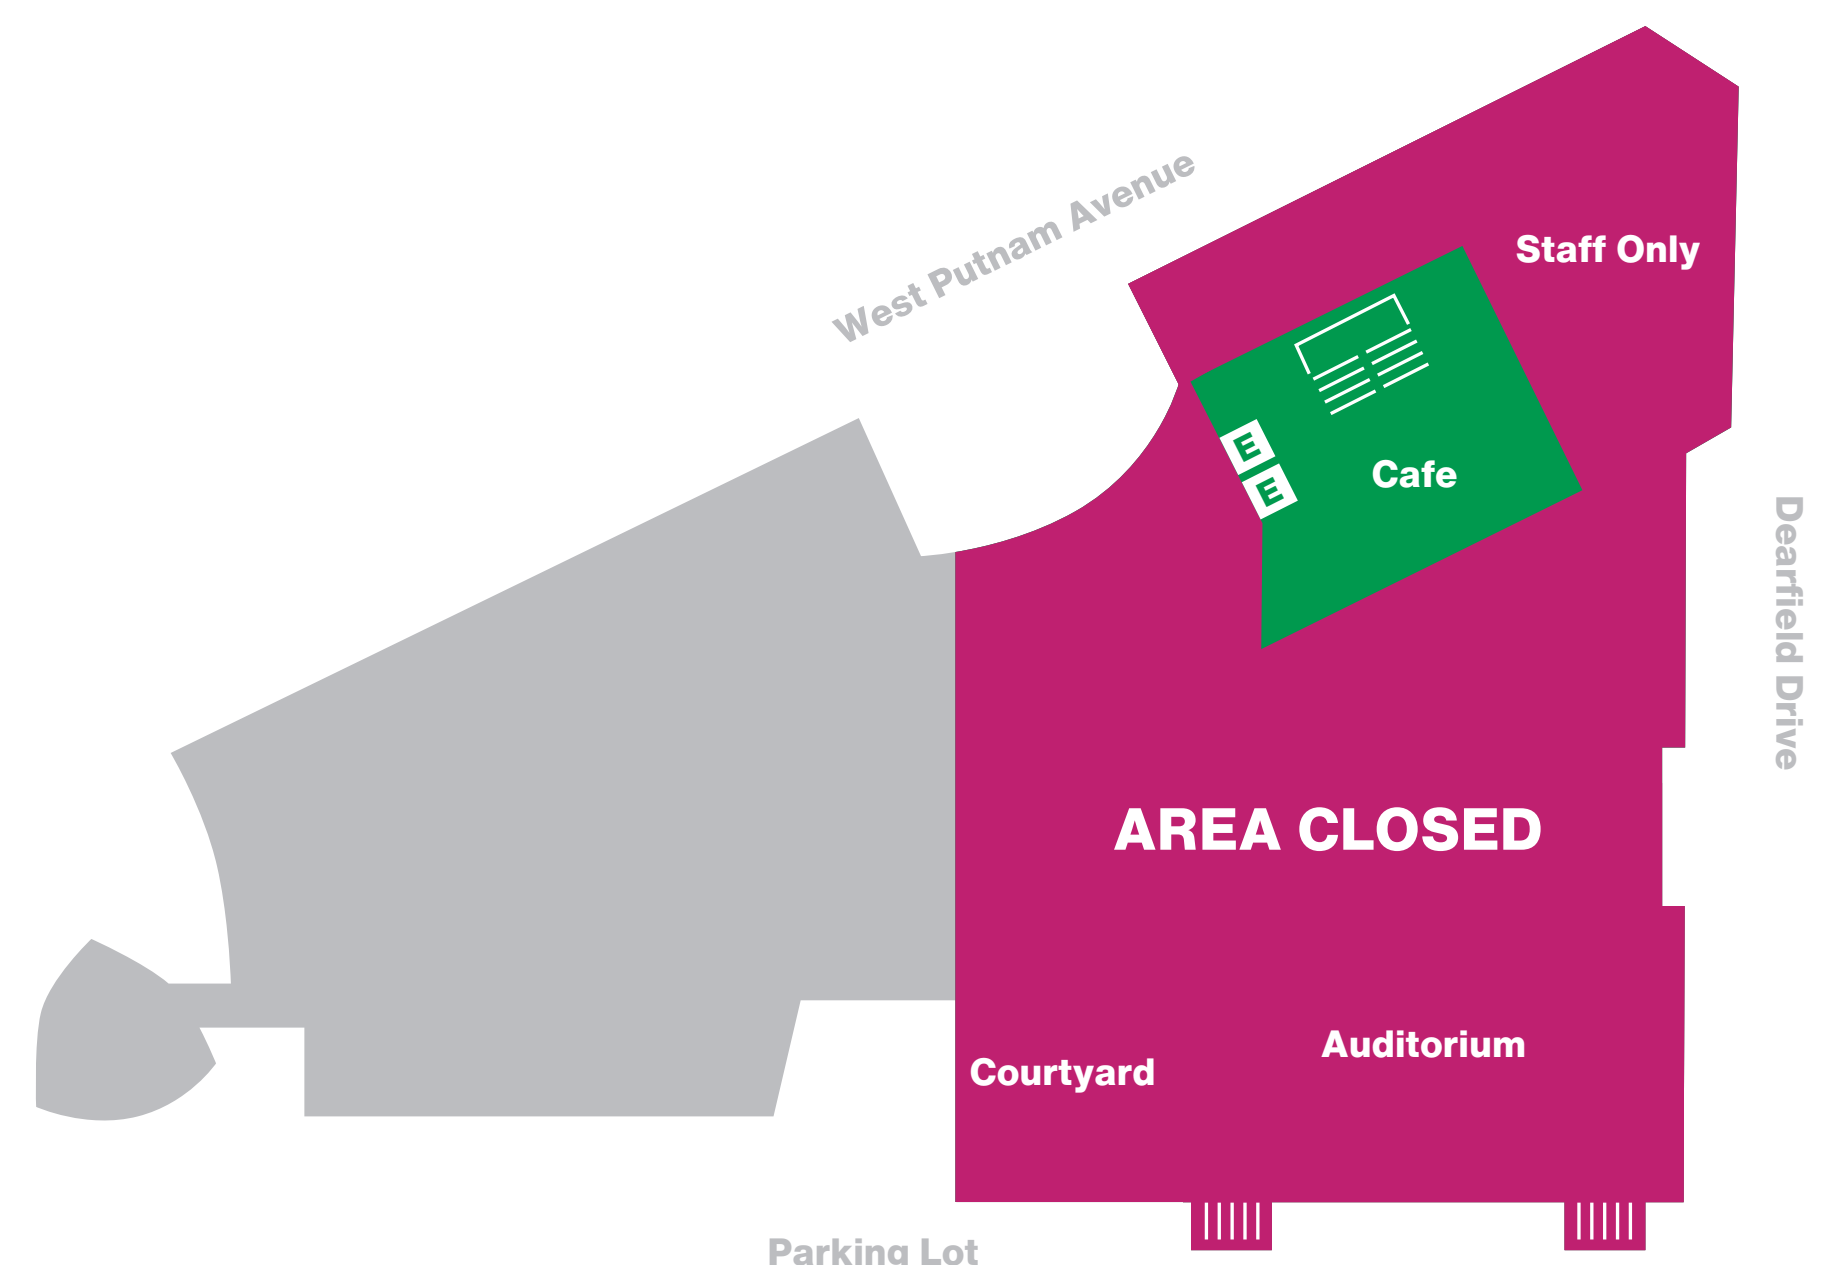 West Putnam Avenue
Staff Only
E
E
Cafe
Dearfield Drive
AREA CLOSED
Auditorium
Courtyard
Parking Lot